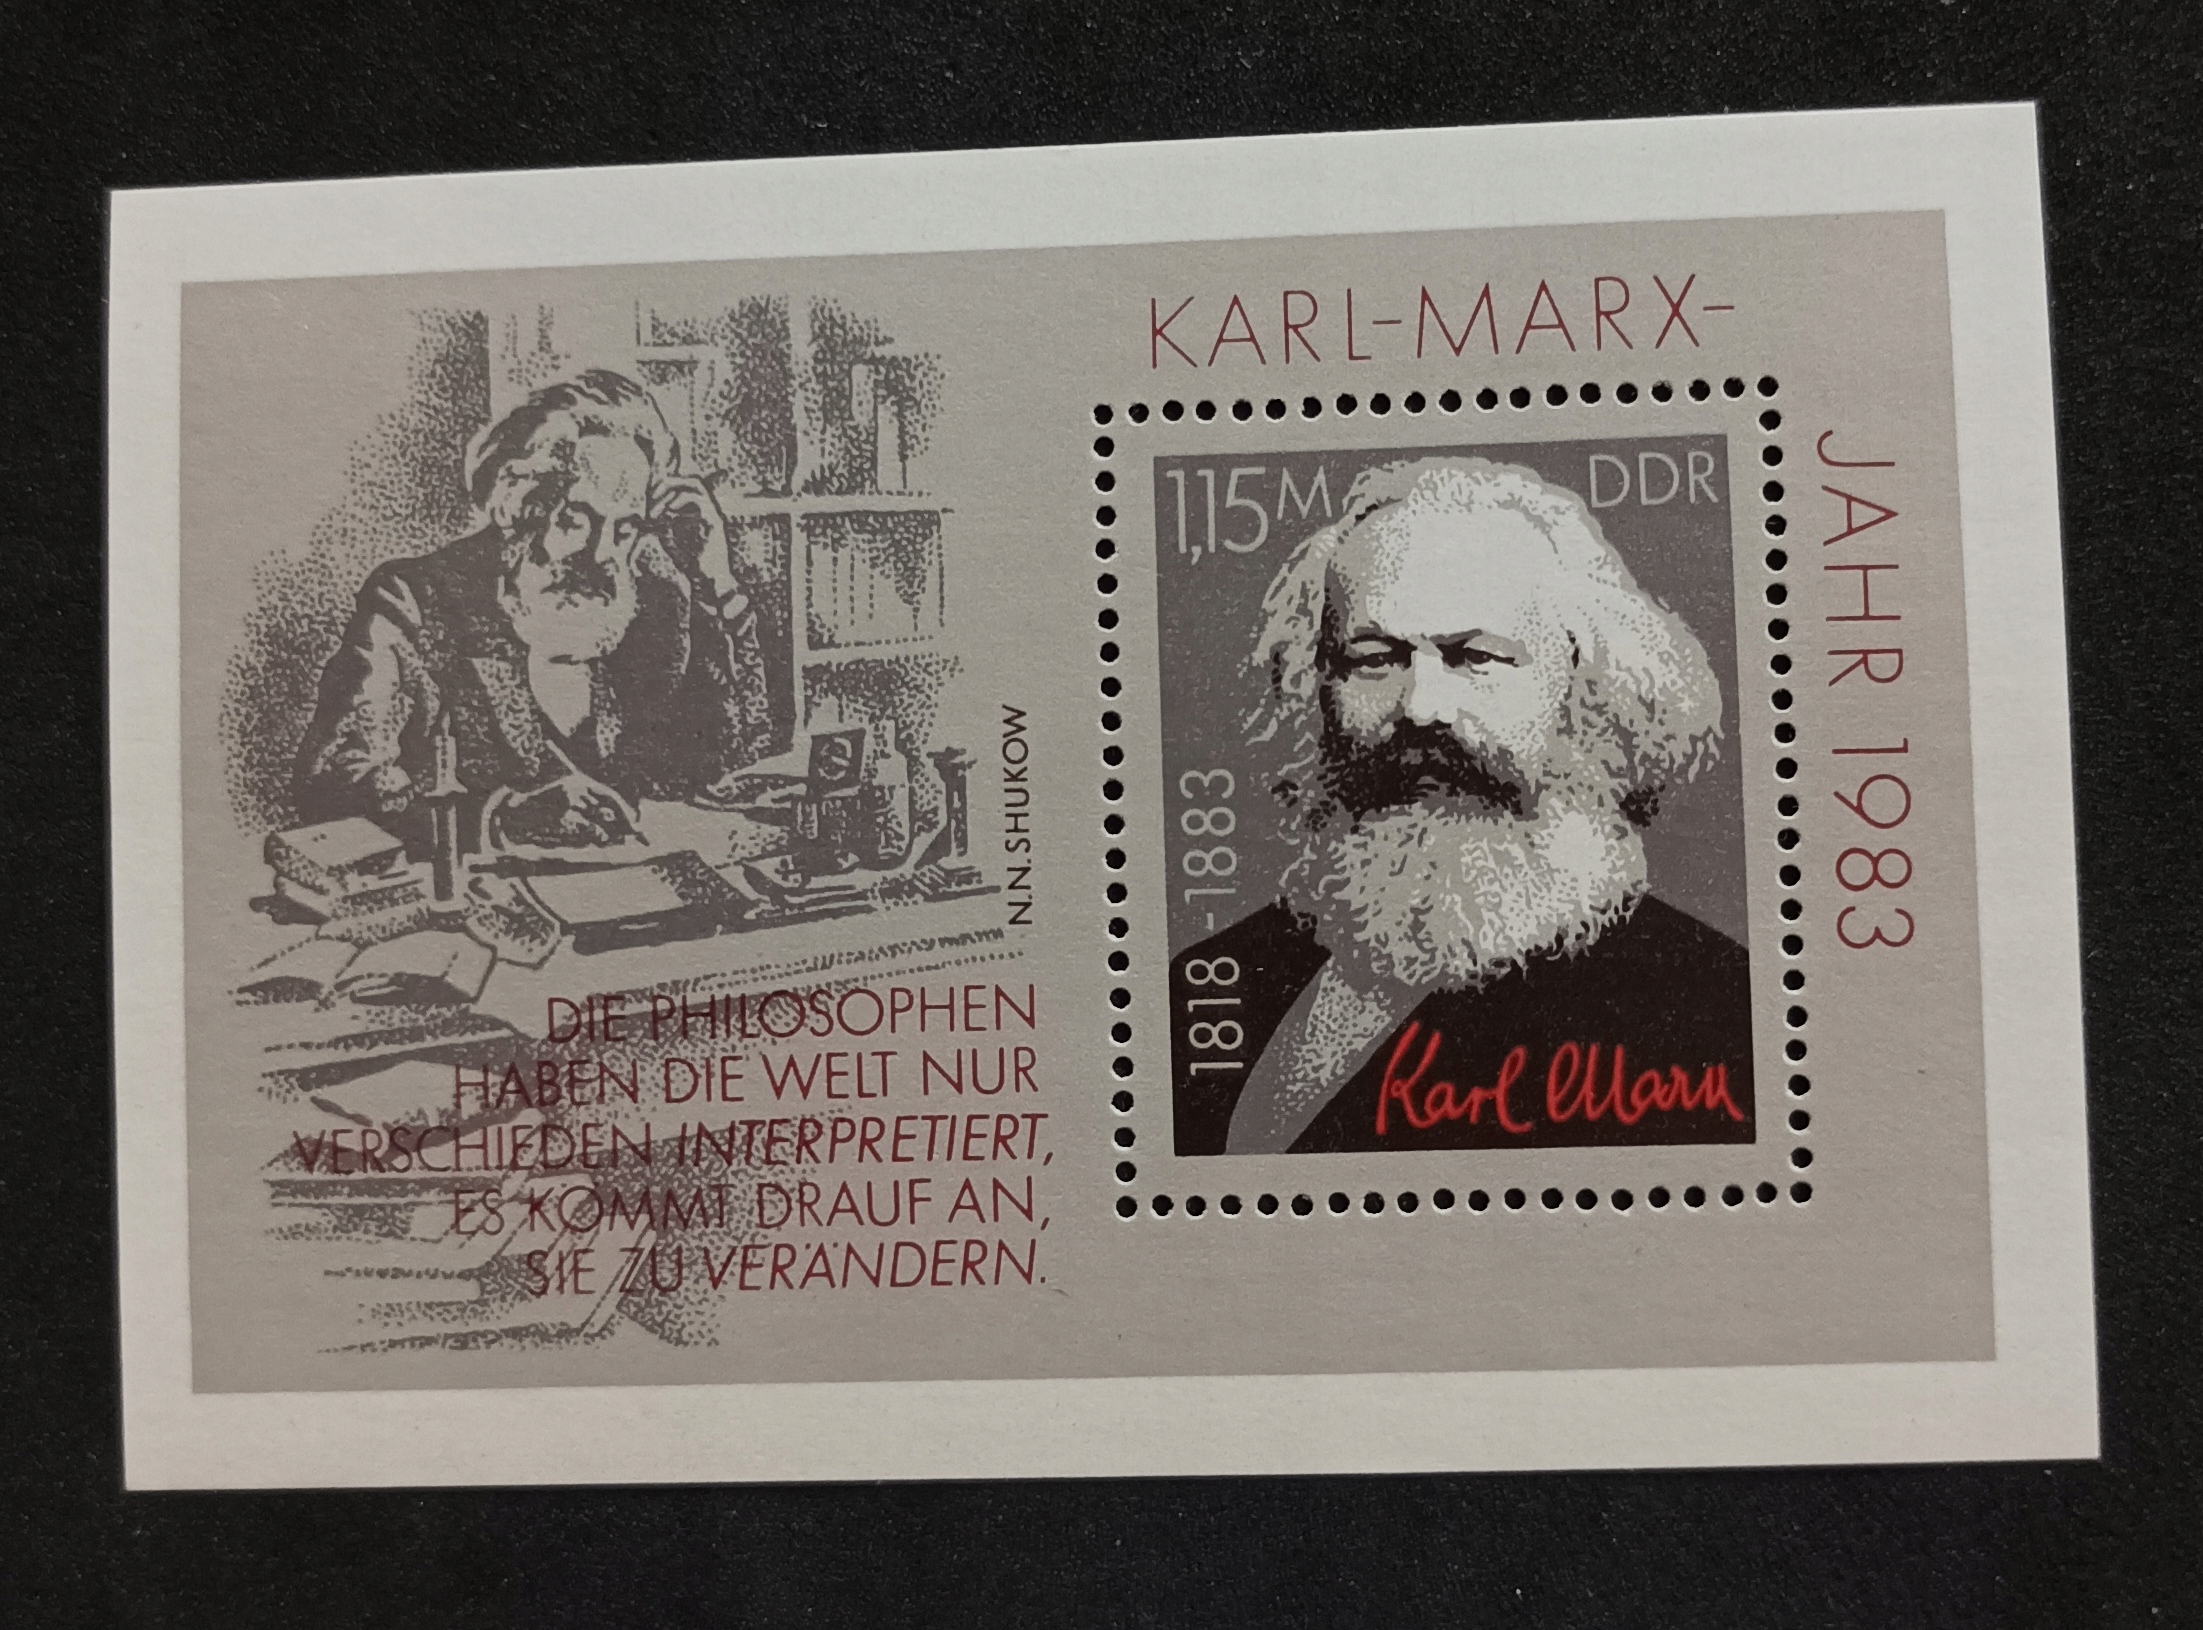 KARL-MARX-
JAHR 1983
1,15 M
DDR
1818-1883
Karl Marx
N.N. SHUKOW
DIE PHILOSOPHEN
HABEN DIE WELT NUR
VERSCHIEDEN INTERPRETIERT,
ES KOMMT DRAUF AN,
SIE ZU VERÄNDERN.